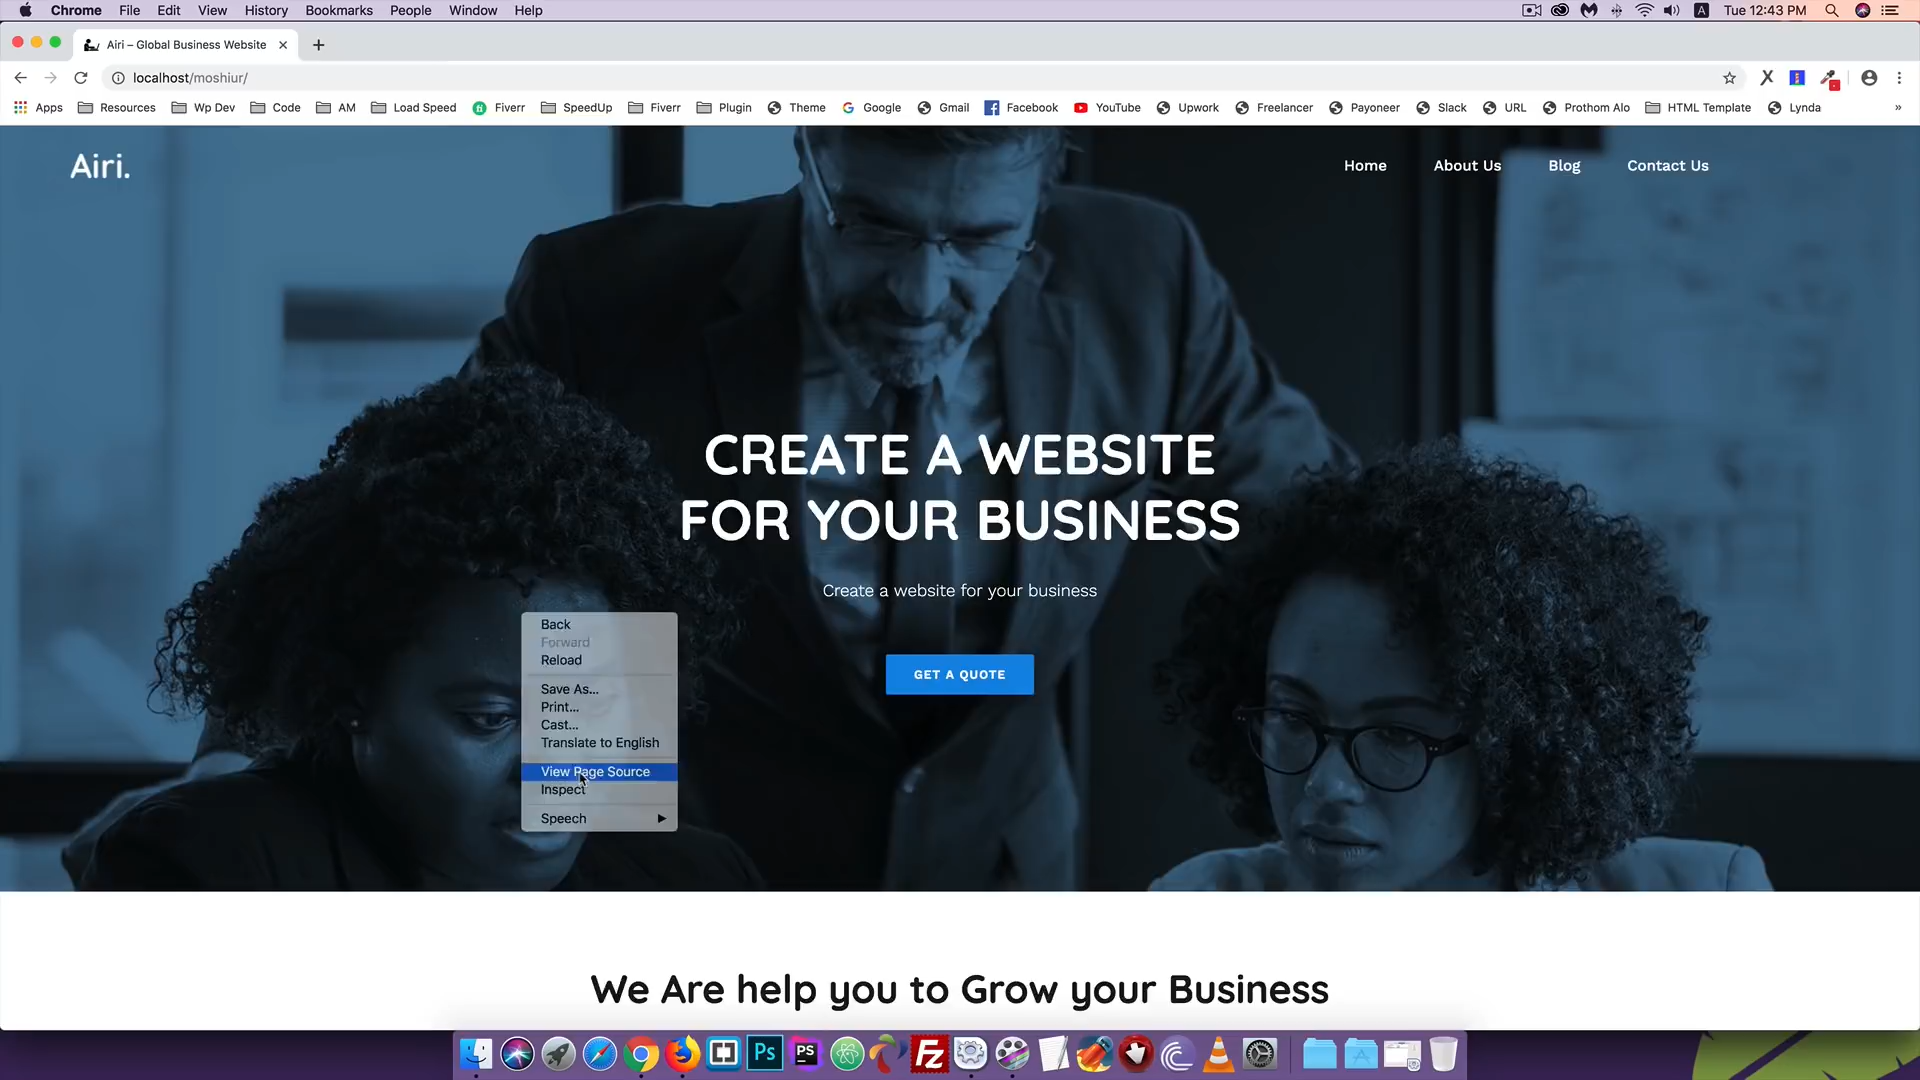 Chrome File Edit View History Bookmarks People Window Help
A Tue 12:43 PM
Airi – Global Business Website
localhost/moshiur/
Apps Resources Wp Dev Code AM Load Speed fi Fiverr SpeedUp Fiverr Plugin Theme Google Gmail Facebook YouTube Upwork Freelancer Payoneer Slack URL Prothom Alo HTML Template Lynda »
Airi.
Home About Us Blog Contact Us
CREATE A WEBSITE
FOR YOUR BUSINESS
Create a website for your business
GET A QUOTE
Back
Forward
Reload
Save As...
Print...
Cast...
Translate to English
View Page Source
Inspect
Speech
We Are help you to Grow your Business
Ps PS FZ